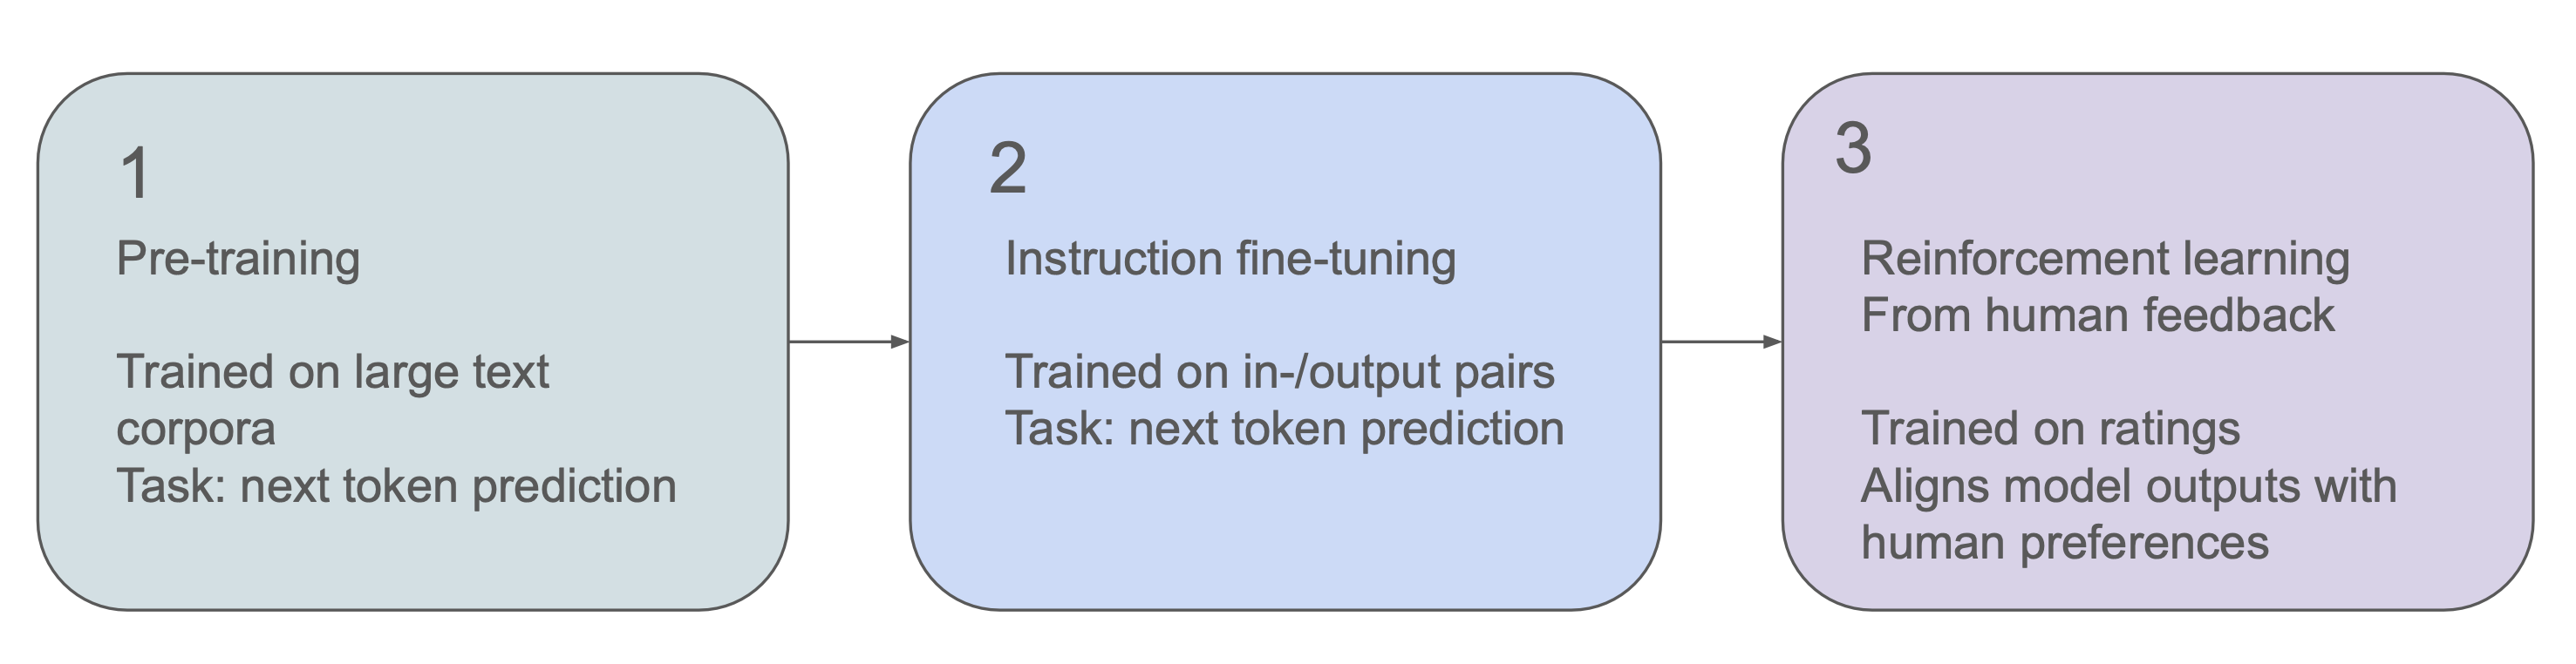 1
Pre-training
Trained on large text
corpora
Task: next token prediction
2
Instruction fine-tuning
Trained on in-/output pairs
Task: next token prediction
3
Reinforcement learning
From human feedback
Trained on ratings
Aligns model outputs with
human preferences